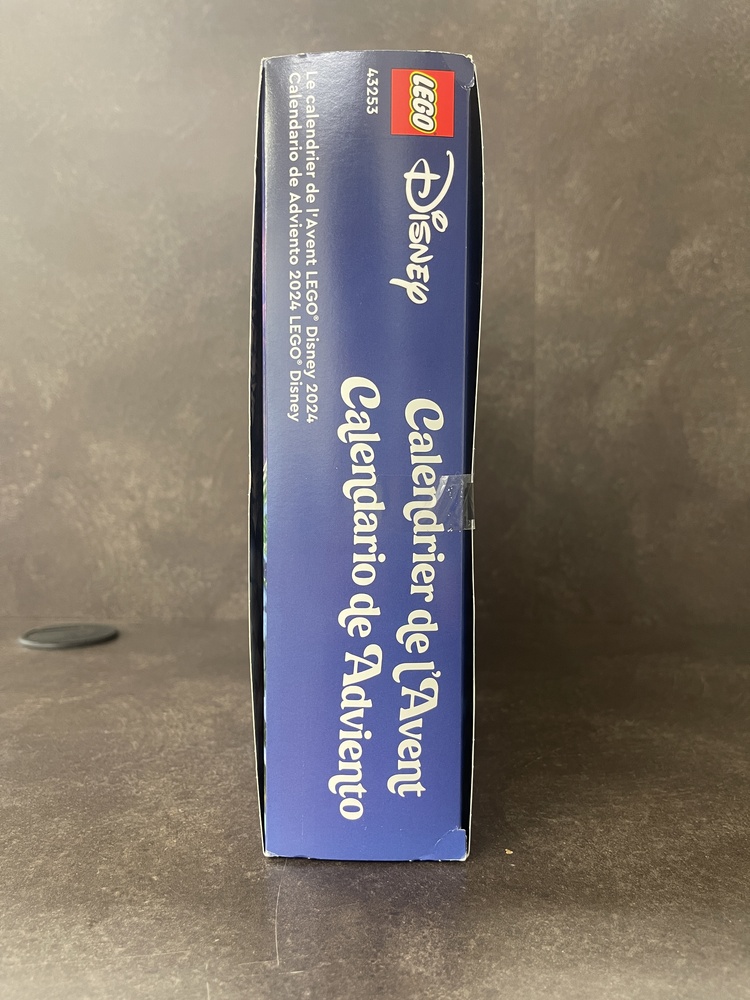 LEGO
43253
Disney
Le calendrier de l'Avent LEGO® Disney 2024
Calendario de Adviento 2024 LEGO® Disney
Calendrier de l'Avent
Calendario de Adviento